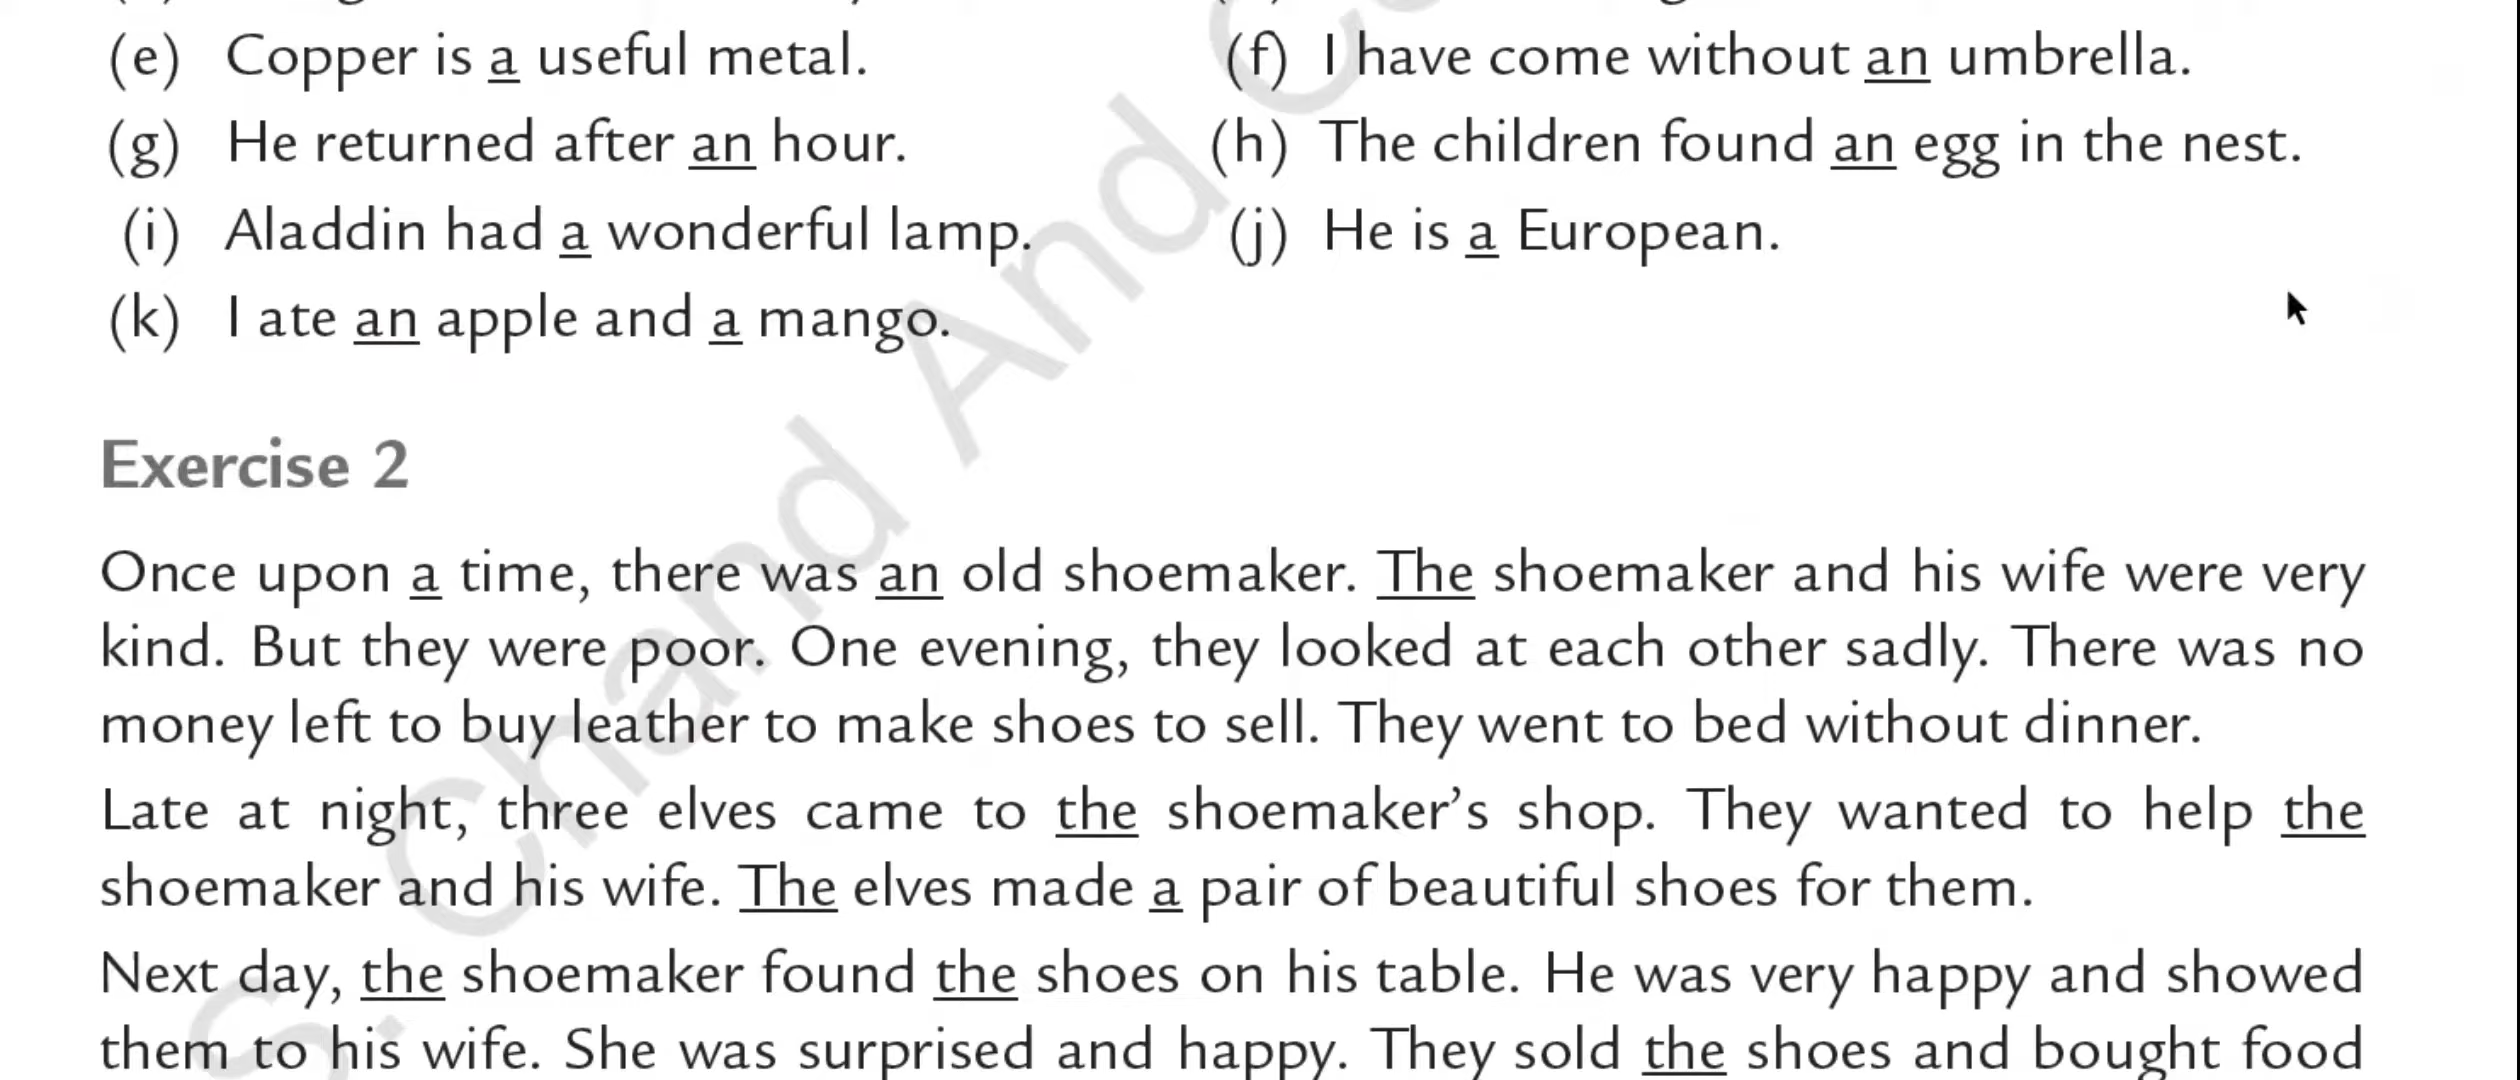 (e) Copper is a useful metal. (f) I have come without an umbrella.
(g) He returned after an hour. (h) The children found an egg in the nest.
(i) Aladdin had a wonderful lamp. (j) He is a European.
(k) I ate an apple and a mango.
Exercise 2
Once upon a time, there was an old shoemaker. The shoemaker and his wife were very
kind. But they were poor. One evening, they looked at each other sadly. There was no
money left to buy leather to make shoes to sell. They went to bed without dinner.
Late at night, three elves came to the shoemaker’s shop. They wanted to help the
shoemaker and his wife. The elves made a pair of beautiful shoes for them.
Next day, the shoemaker found the shoes on his table. He was very happy and showed
them to his wife. She was surprised and happy. They sold the shoes and bought food
S. Chand And